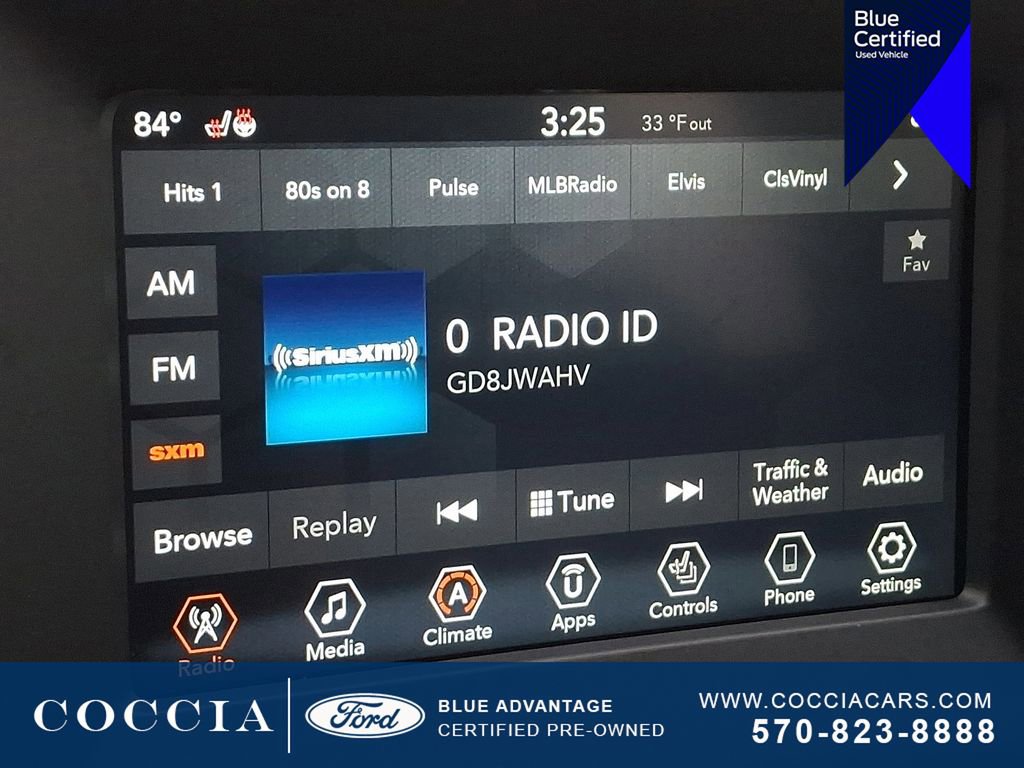 Blue
Certified
Used Vehicle
84°
3:25
33 °F out
Hits 1
80s on 8
Pulse
MLBRadio
Elvis
ClsVinyl
Fav
AM
FM
sxm
((SiriusXM))
0 RADIO ID
GD8JWAHV
Browse
Replay
Tune
Traffic &
Weather
Audio
Radio
Media
A
Climate
Apps
Controls
Phone
Settings
COCCIA
Ford
BLUE ADVANTAGE
CERTIFIED PRE-OWNED
WWW.COCCIACARS.COM
570-823-8888